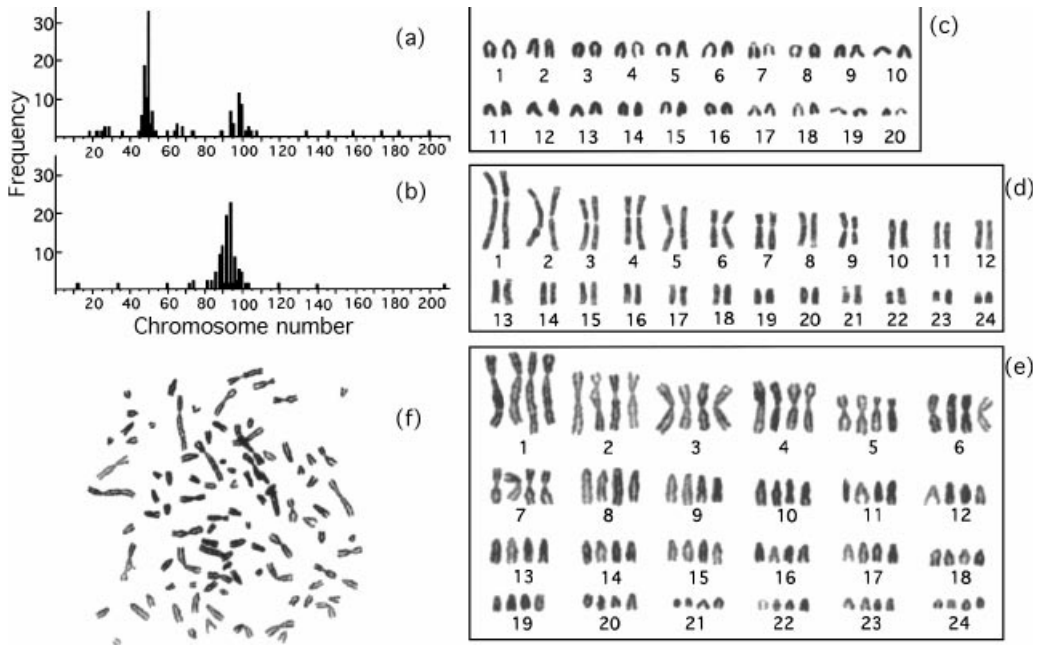 (a)
30
20
10
Frequency
20 40 60 80 100 120 140 160 180 200
(b)
30
20
10
20 40 60 80 100 120 140 160 180 200
Chromosome number
(c)
1 2 3 4 5 6 7 8 9 10
11 12 13 14 15 16 17 18 19 20
(d)
1 2 3 4 5 6 7 8 9 10 11 12
13 14 15 16 17 18 19 20 21 22 23 24
(e)
1 2 3 4 5 6
7 8 9 10 11 12
13 14 15 16 17 18
19 20 21 22 23 24
(f)